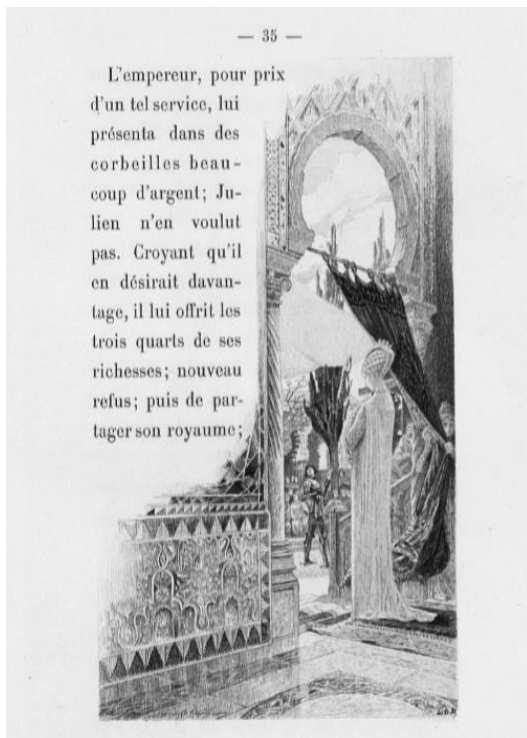 — 35 —
L'empereur, pour prix
d'un tel service, lui
présenta dans des
corbeilles beau-
coup d'argent; Ju-
lien n'en voulut
pas. Croyant qu'il
en désirait davan-
tage, il lui offrit les
trois quarts de ses
richesses; nouveau
refus; puis de par-
tager son royaume;